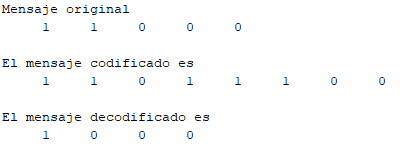 Mensaje original
1 1 0 0 0
El mensaje codificado es
1 1 0 1 1 1 0 0
El mensaje decodificado es
1 0 0 0